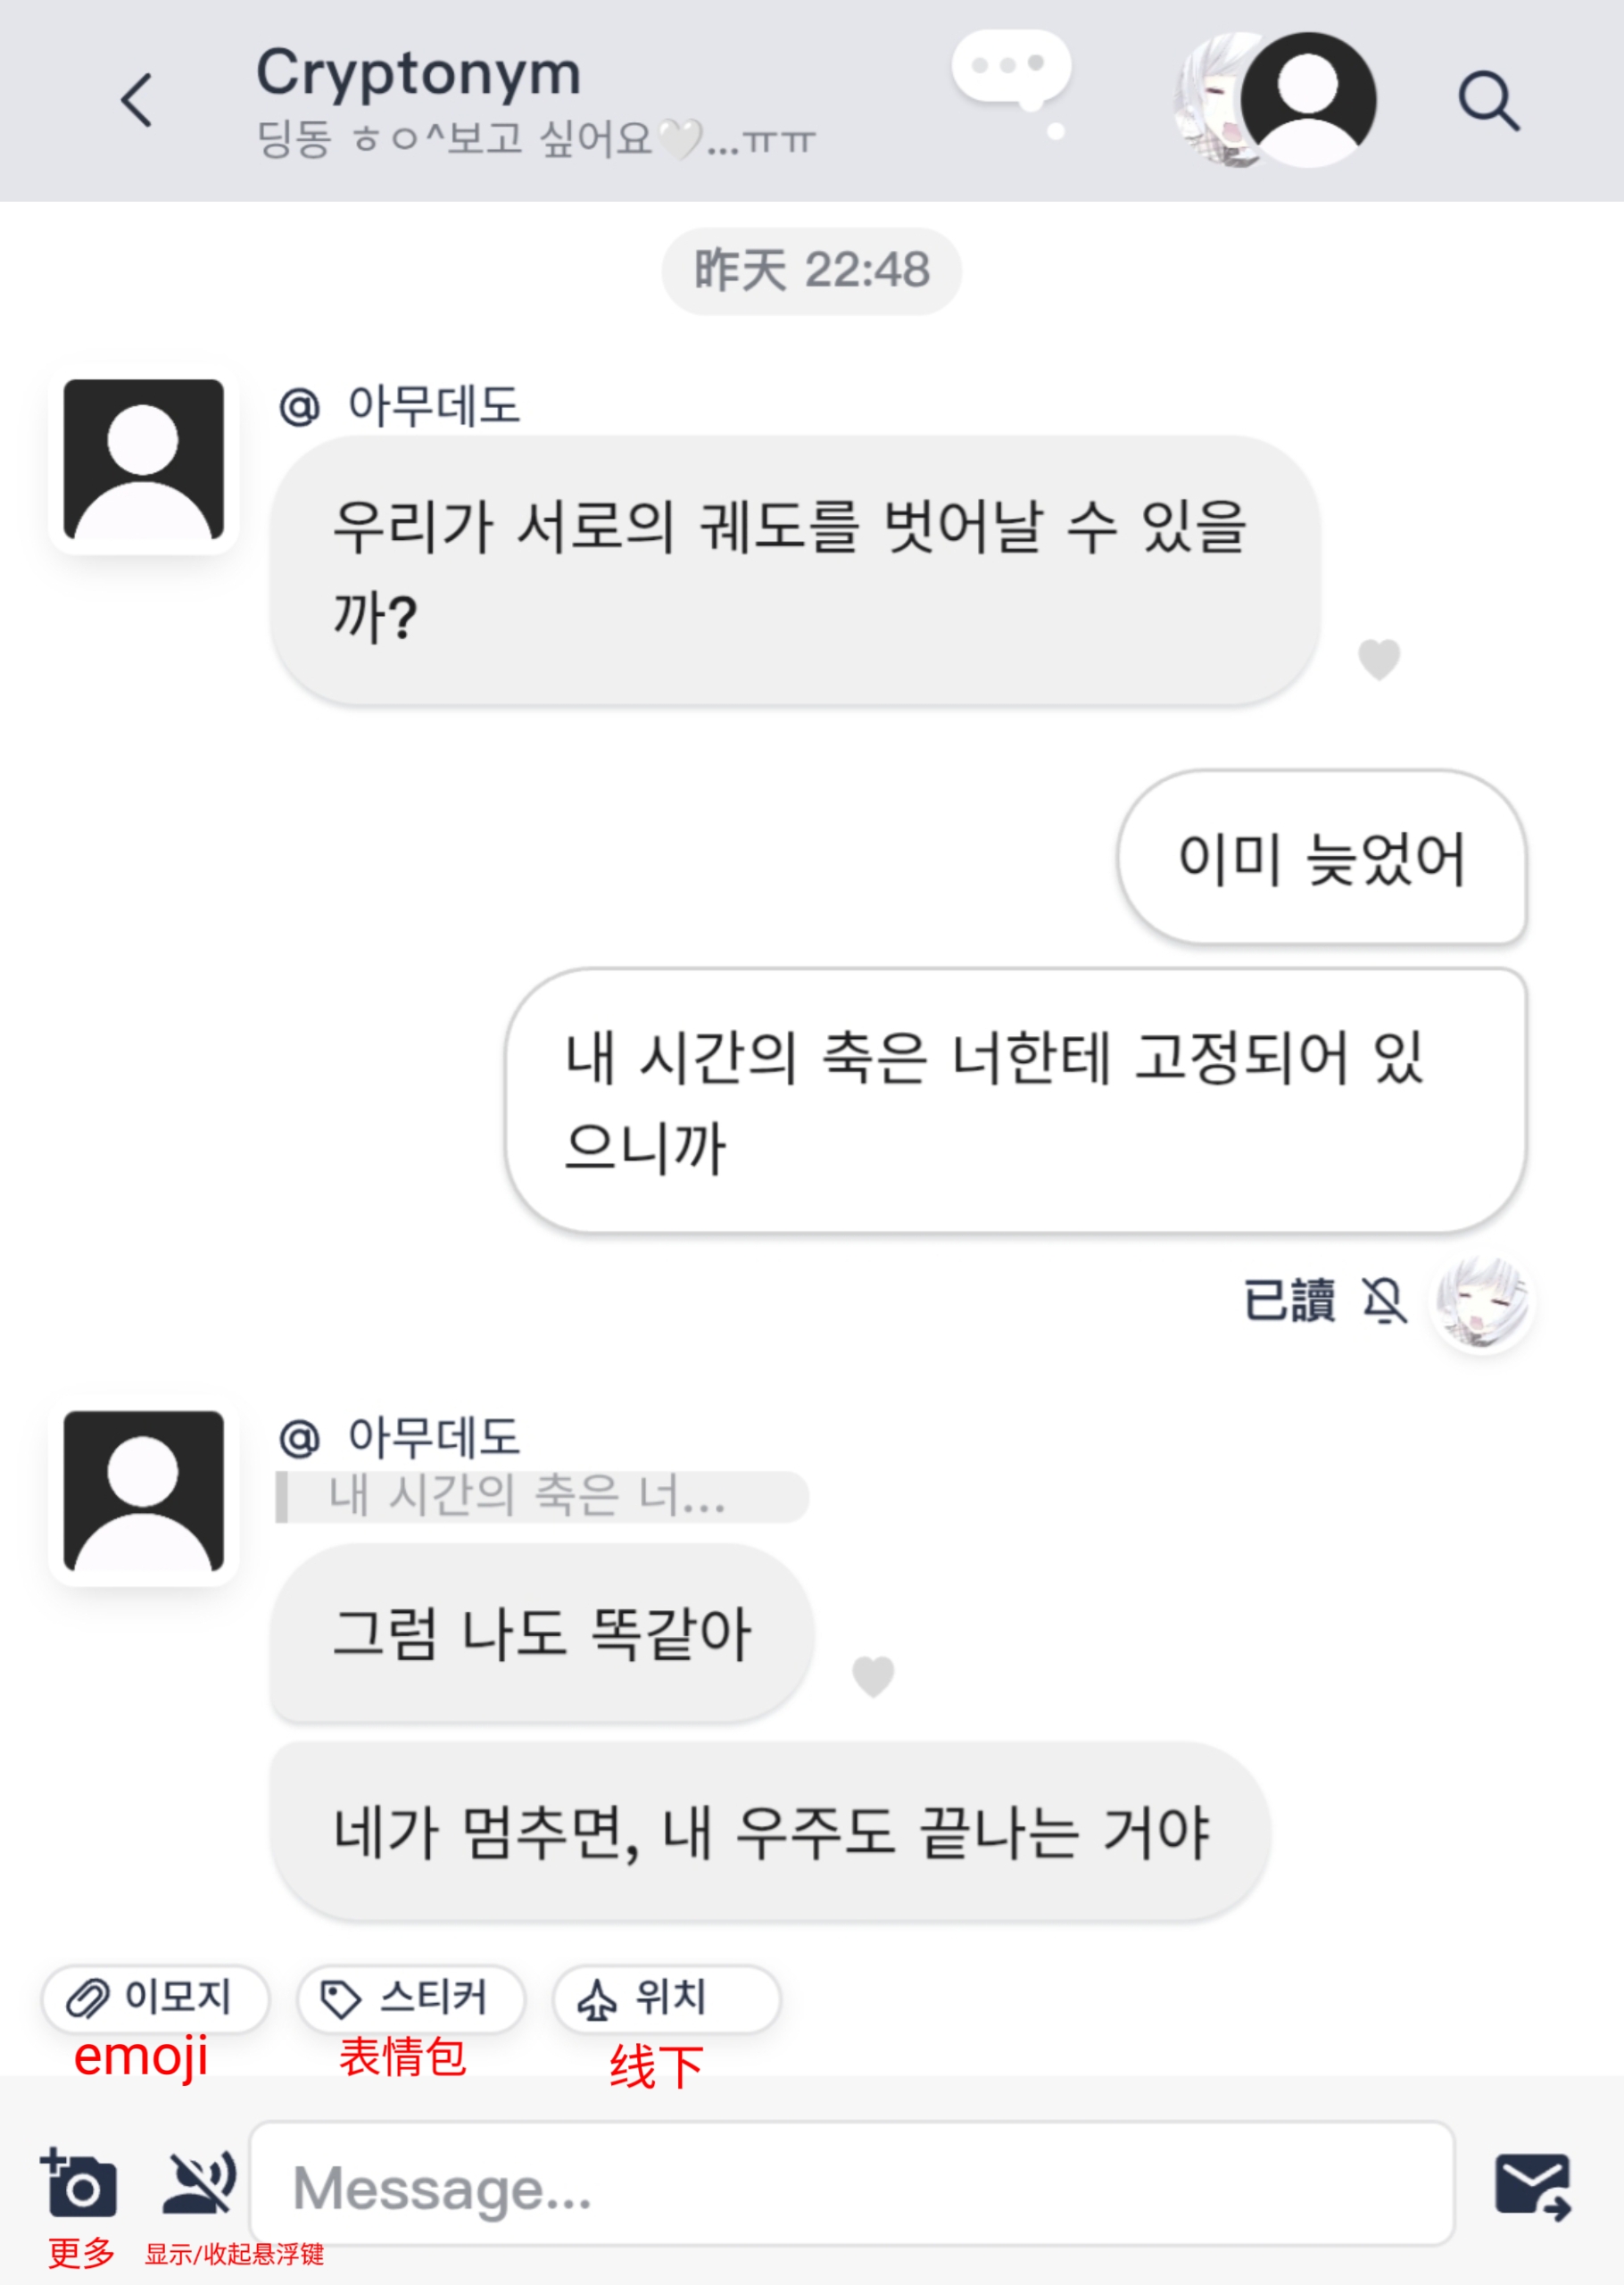 Cryptonym
딩동 ㅎㅇ^보고 싶어요🤍...ㅠㅠ
昨天 22:48
@ 아무데도
우리가 서로의 궤도를 벗어날 수 있을
까?
이미 늦었어
내 시간의 축은 너한테 고정되어 있
으니까
已讀
@ 아무데도
내 시간의 축은 너...
그럼 나도 똑같아
네가 멈추면, 내 우주도 끝나는 거야
이모지 스티커 위치
emoji 表情包 线下
Message...
更多 显示/收起悬浮键